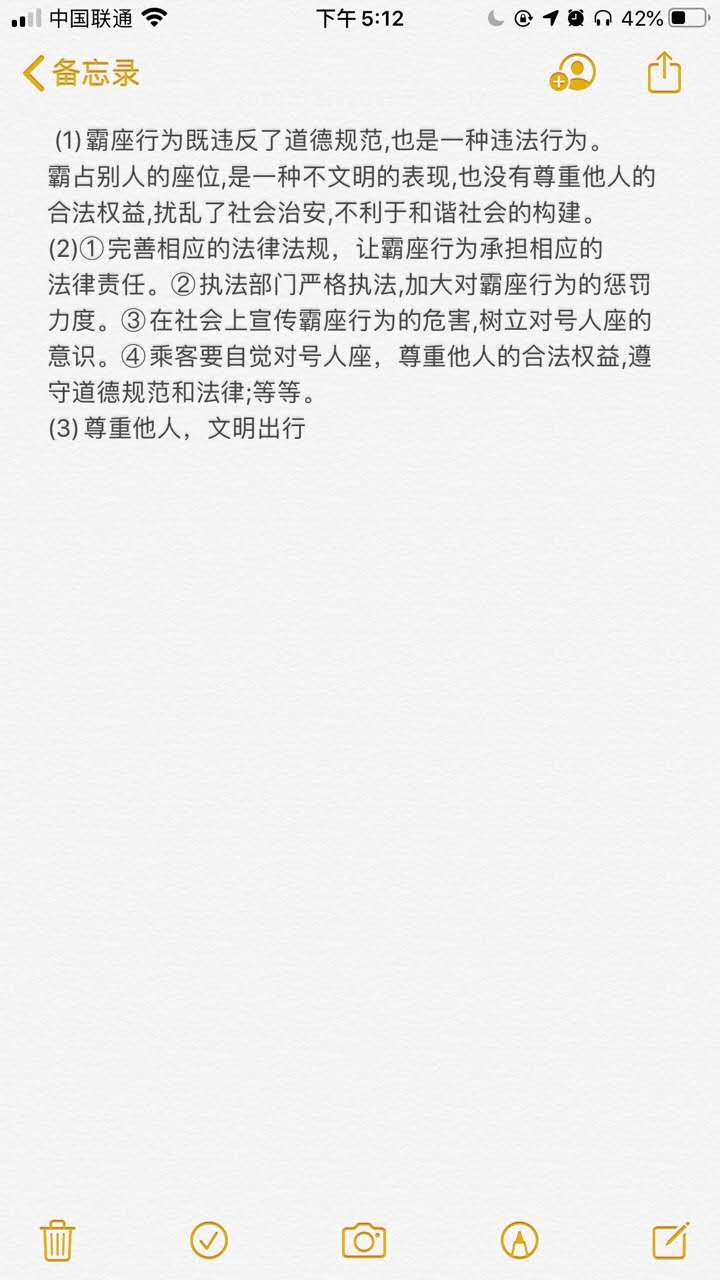 中国联通 下午 5:12 42%
备忘录
(1)霸座行为既违反了道德规范,也是一种违法行为。
霸占别人的座位,是一种不文明的表现,也没有尊重他人的
合法权益,扰乱了社会治安,不利于和谐社会的构建。
(2)①完善相应的法律法规，让霸座行为承担相应的
法律责任。②执法部门严格执法,加大对霸座行为的惩罚
力度。③在社会上宣传霸座行为的危害,树立对号人座的
意识。④乘客要自觉对号人座，尊重他人的合法权益,遵
守道德规范和法律;等等。
(3)尊重他人，文明出行